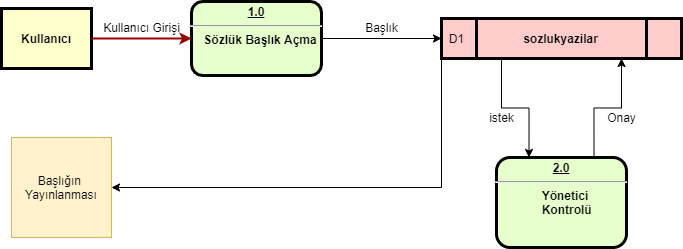 Kullanıcı
Kullanıcı Girişi
1.0
Sözlük Başlık Açma
Başlık
D1
sozlukyazilar
istek
Onay
2.0
Yönetici
Kontrolü
Başlığın
Yayınlanması